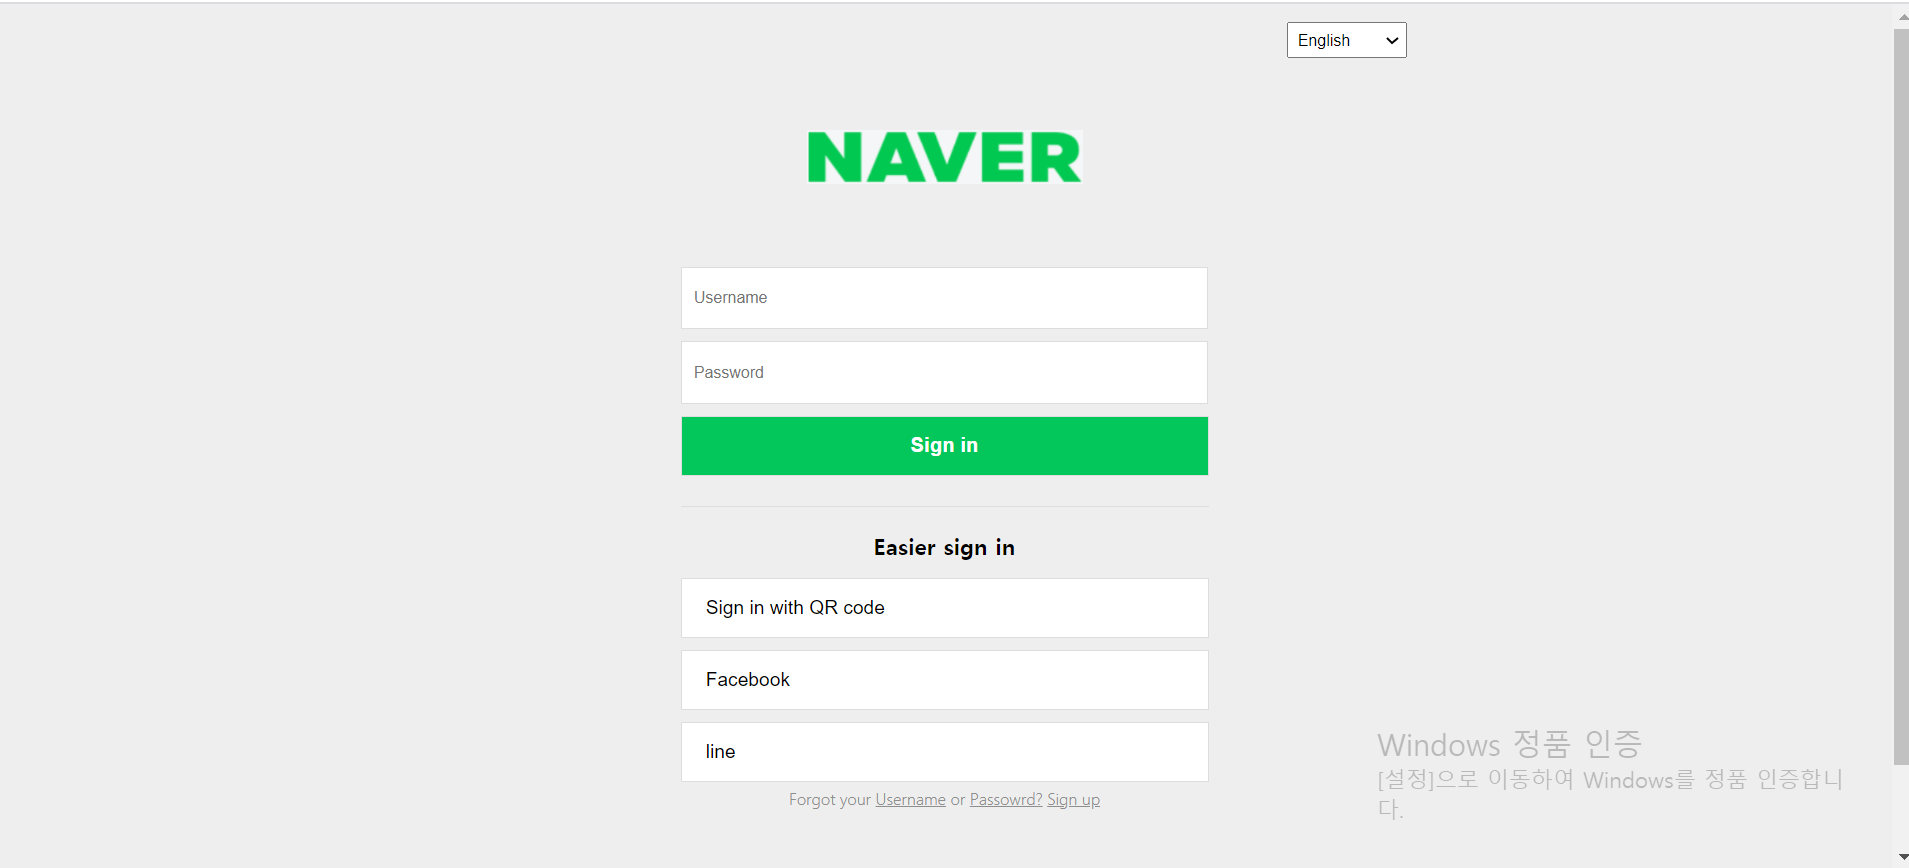 English
NAVER
Username
Password
Sign in
Easier sign in
Sign in with QR code
Facebook
line
Forgot your Username or Passowrd? Sign up
Windows 정품 인증
[설정]으로 이동하여 Windows를 정품 인증합니
다.